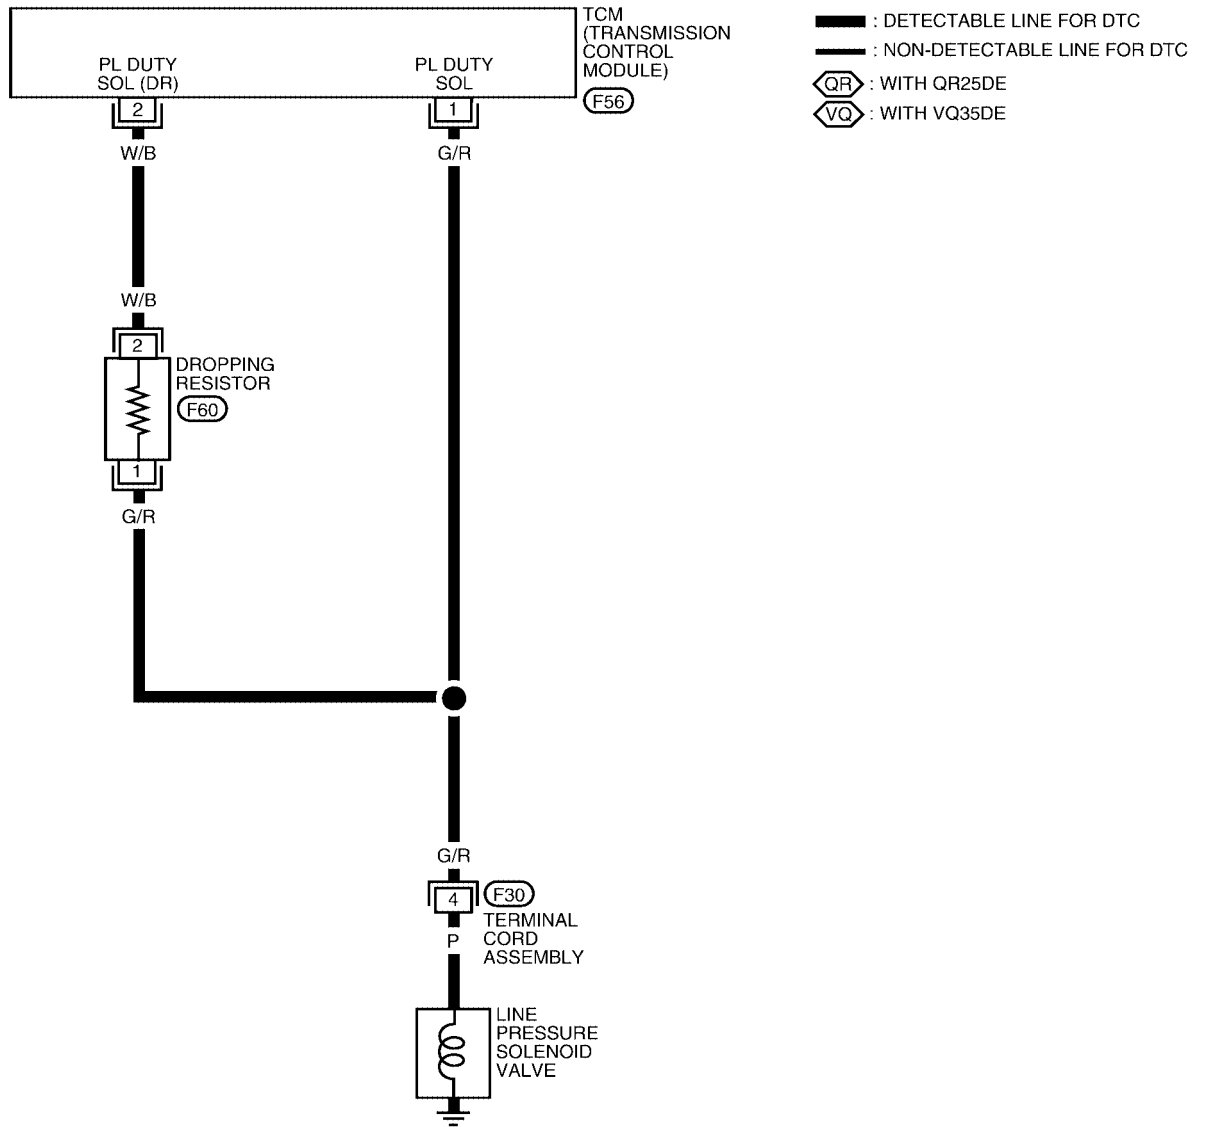 TCM
(TRANSMISSION
CONTROL
MODULE)
F56
PL DUTY
SOL (DR)
PL DUTY
SOL
2
1
W/B
G/R
: DETECTABLE LINE FOR DTC
: NON-DETECTABLE LINE FOR DTC
QR : WITH QR25DE
VQ : WITH VQ35DE
W/B
2
DROPPING
RESISTOR
F60
1
G/R
G/R
4
F30
TERMINAL
CORD
ASSEMBLY
P
LINE
PRESSURE
SOLENOID
VALVE